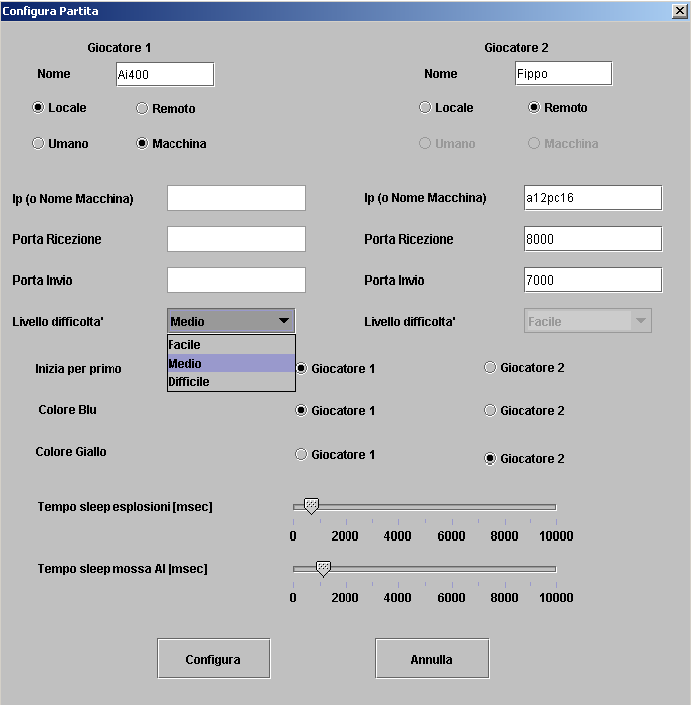 Configura Partita
Giocatore 1 Giocatore 2
Nome Ai400 Nome Fippo
Locale Remoto Locale Remoto
Umano Macchina Umano Macchina
Ip (o Nome Macchina) Ip (o Nome Macchina) a12pc16
Porta Ricezione Porta Ricezione 8000
Porta Invio Porta Invio 7000
Livello difficolta' Medio Livello difficolta' Facile
Facile
Medio
Difficile
Inizia per primo Giocatore 1 Giocatore 2
Colore Blu Giocatore 1 Giocatore 2
Colore Giallo Giocatore 1 Giocatore 2
Tempo sleep esplosioni [msec]
0 2000 4000 6000 8000 10000
Tempo sleep mossa AI [msec]
0 2000 4000 6000 8000 10000
Configura Annulla